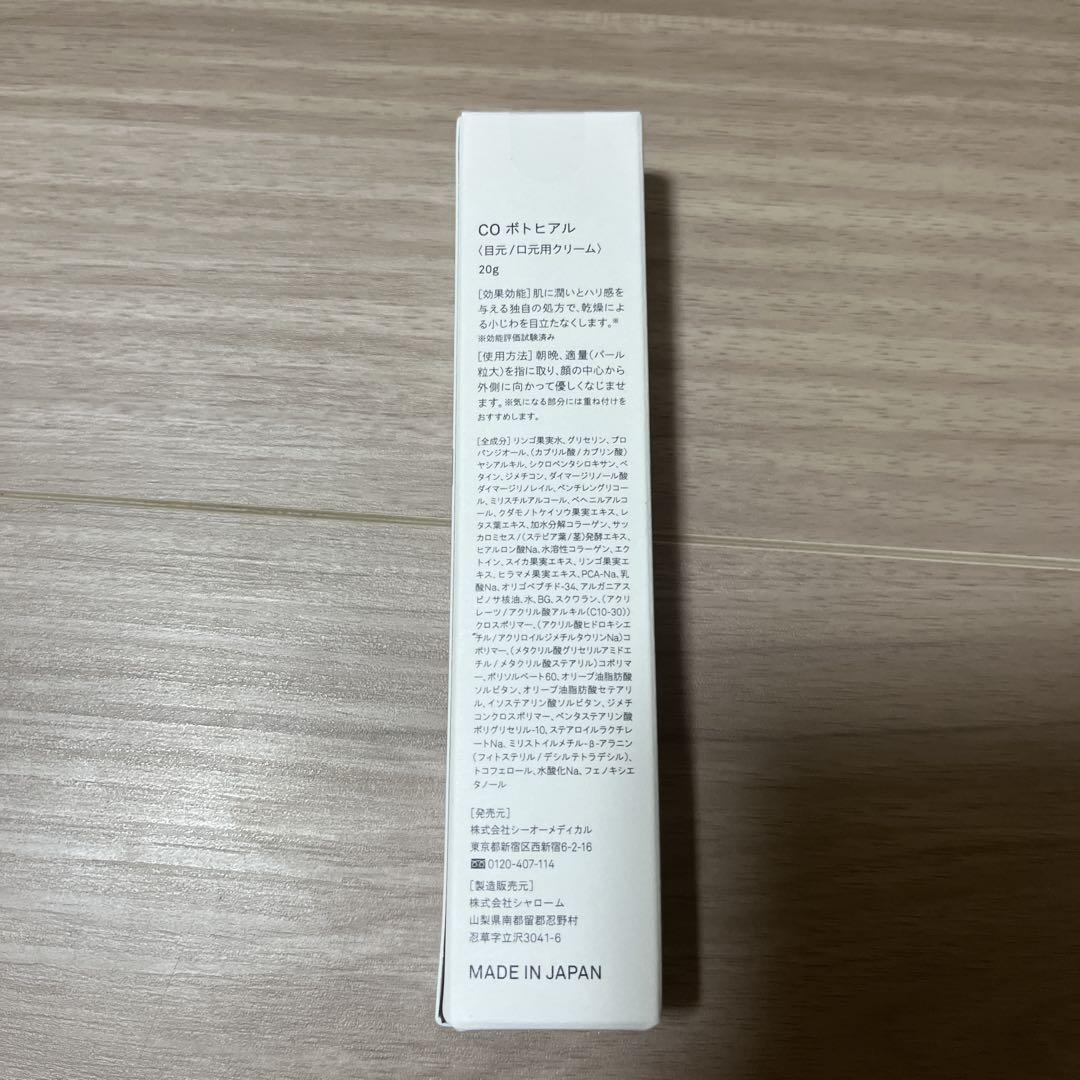 CO ボトヒアル
〈目元/口元用クリーム〉
20g
[効果効能]肌に潤いとハリ感を
与える独自の処方で、乾燥によ
る小じわを目立たなくします。※
※効能評価試験済み
[使用方法]朝晩、適量(パール
粒大)を指に取り、顔の中心から
外側に向かって優しくなじませ
ます。※気になる部分には重ね付けを
おすすめします。
[全成分]リンゴ果実水、グリセリン、プロ
パンジオール、(カプリル酸/カプリン酸)
ヤシアルキル、シクロペンタシロキサン、ベ
タイン、ジメチコン、ダイマージリノール酸
ダイマージリノレイル、ペンチレングリコー
ル、ミリスチルアルコール、ベヘニルアルコ
ール、クダモノトケイソウ果実エキス、レ
タス葉エキス、加水分解コラーゲン、サッ
カロミセス/(ステビア葉/茎)発酵エキス、
ヒアルロン酸Na、水溶性コラーゲン、エク
トイン、スイカ果実エキス、リンゴ果実エ
キス、ヒラマメ果実エキス、PCA-Na、乳
酸Na、オリゴペプチド-34、アルガニアス
ピノサ核油、水、BG、スクワラン、(アクリ
レーツ/アクリル酸アルキル(C10-30))
クロスポリマー、(アクリル酸ヒドロキシエ
チル/アクリロイルジメチルタウリンNa)コ
ポリマー、(メタクリル酸グリセリルアミドエ
チル/メタクリル酸ステアリル)コポリマ
ー、ポリソルベート60、オリーブ油脂肪酸
ソルビタン、オリーブ油脂肪酸セテアリ
ル、イソステアリン酸ソルビタン、ジメチ
コンクロスポリマー、ペンタステアリン酸
ポリグリセリル-10、ステアロイルラクチレ
ートNa、ミリストイルメチル-β-アラニン
(フィトステリル/デシルテトラデシル)、
トコフェロール、水酸化Na、フェノキシエ
タノール
[発売元]
株式会社シーオーメディカル
東京都新宿区西新宿6-2-16
0120-407-114
[製造販売元]
株式会社シャローム
山梨県南都留郡忍野村
忍草字立沢3041-6
MADE IN JAPAN